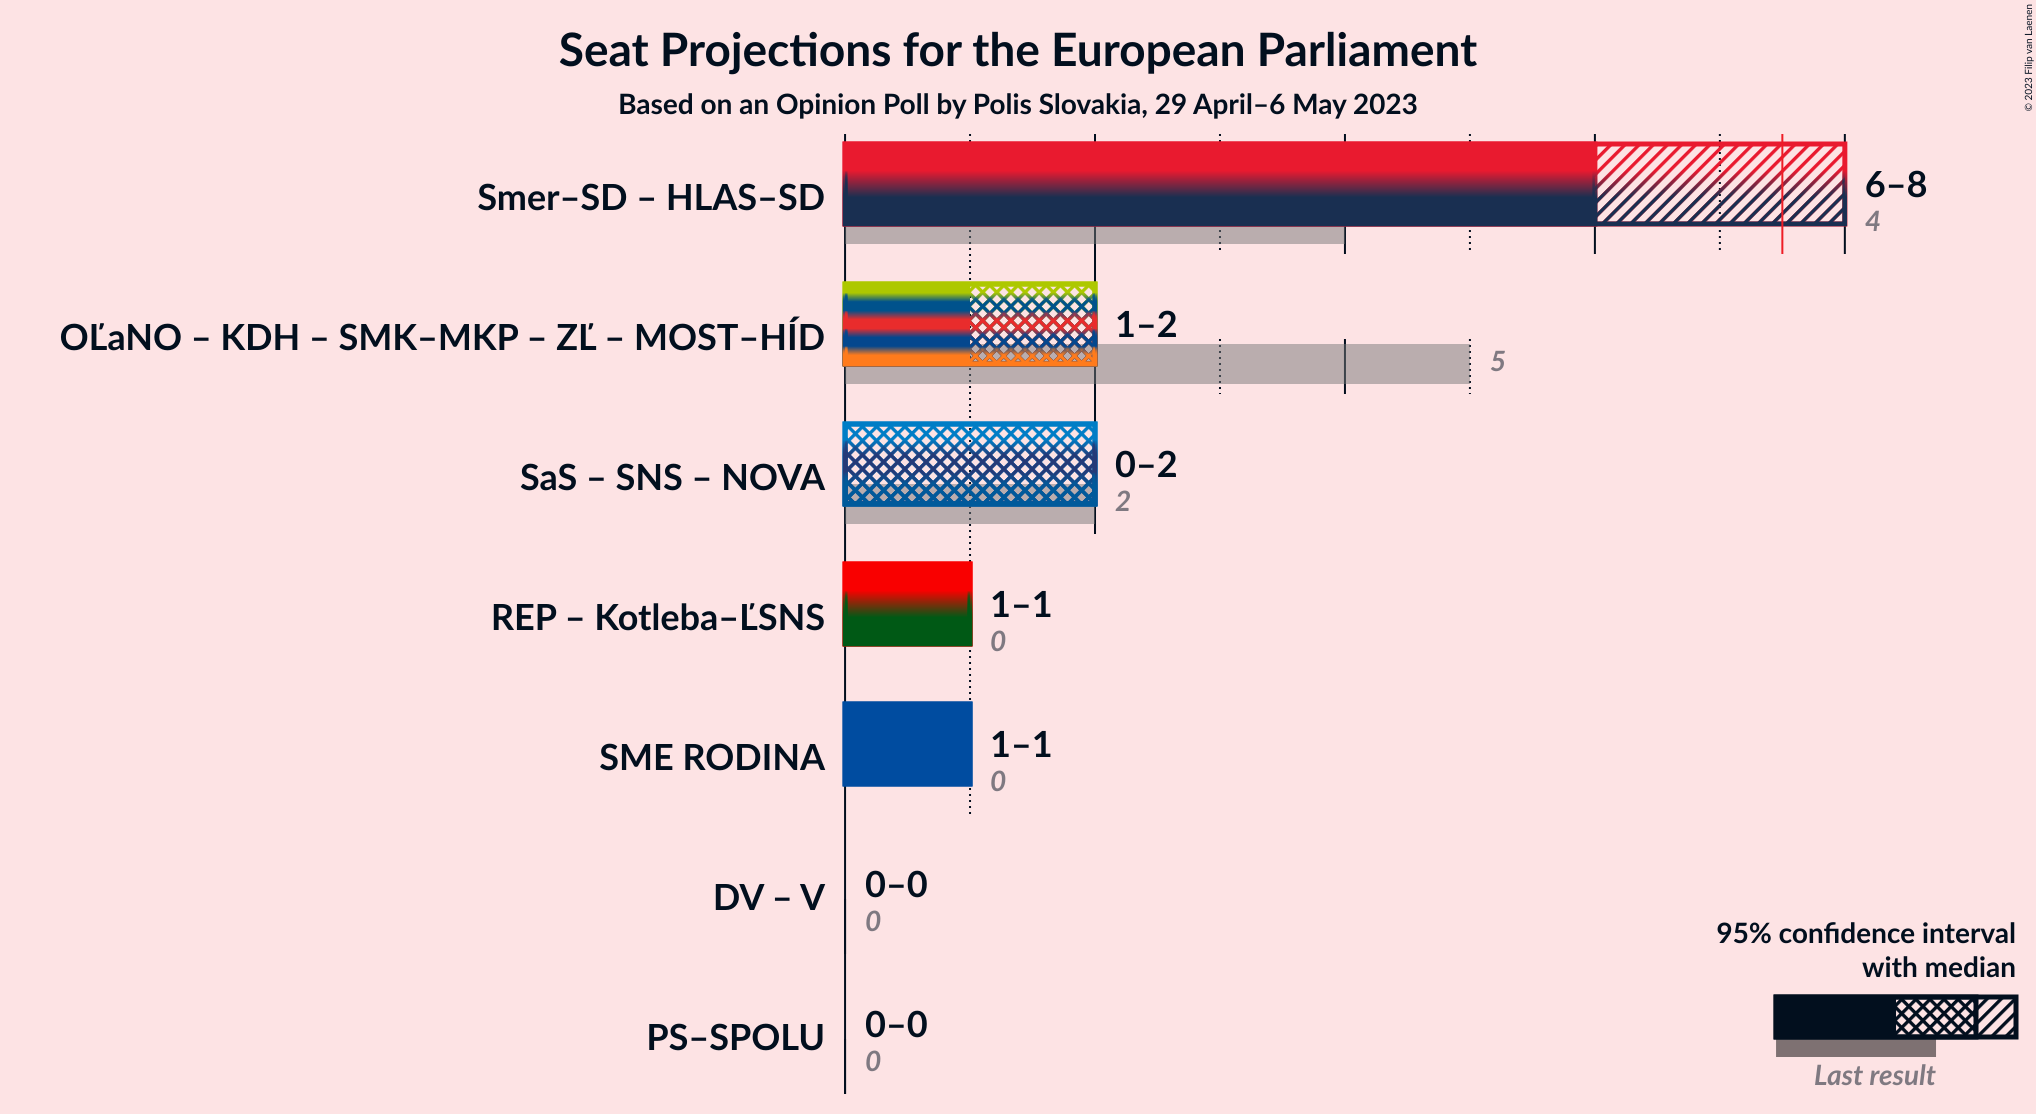 Seat Projections for the European Parliament
Based on an Opinion Poll by Polis Slovakia, 29 April–6 May 2023
© 2023 Filip van Laenen
Smer–SD – HLAS–SD
6–8
4
OĽaNO – KDH – SMK–MKP – ZĽ – MOST–HÍD
1–2
5
SaS – SNS – NOVA
0–2
2
REP – Kotleba–ĽSNS
1–1
0
SME RODINA
1–1
0
DV – V
0–0
0
PS–SPOLU
0–0
0
95% confidence interval
with median
Last result